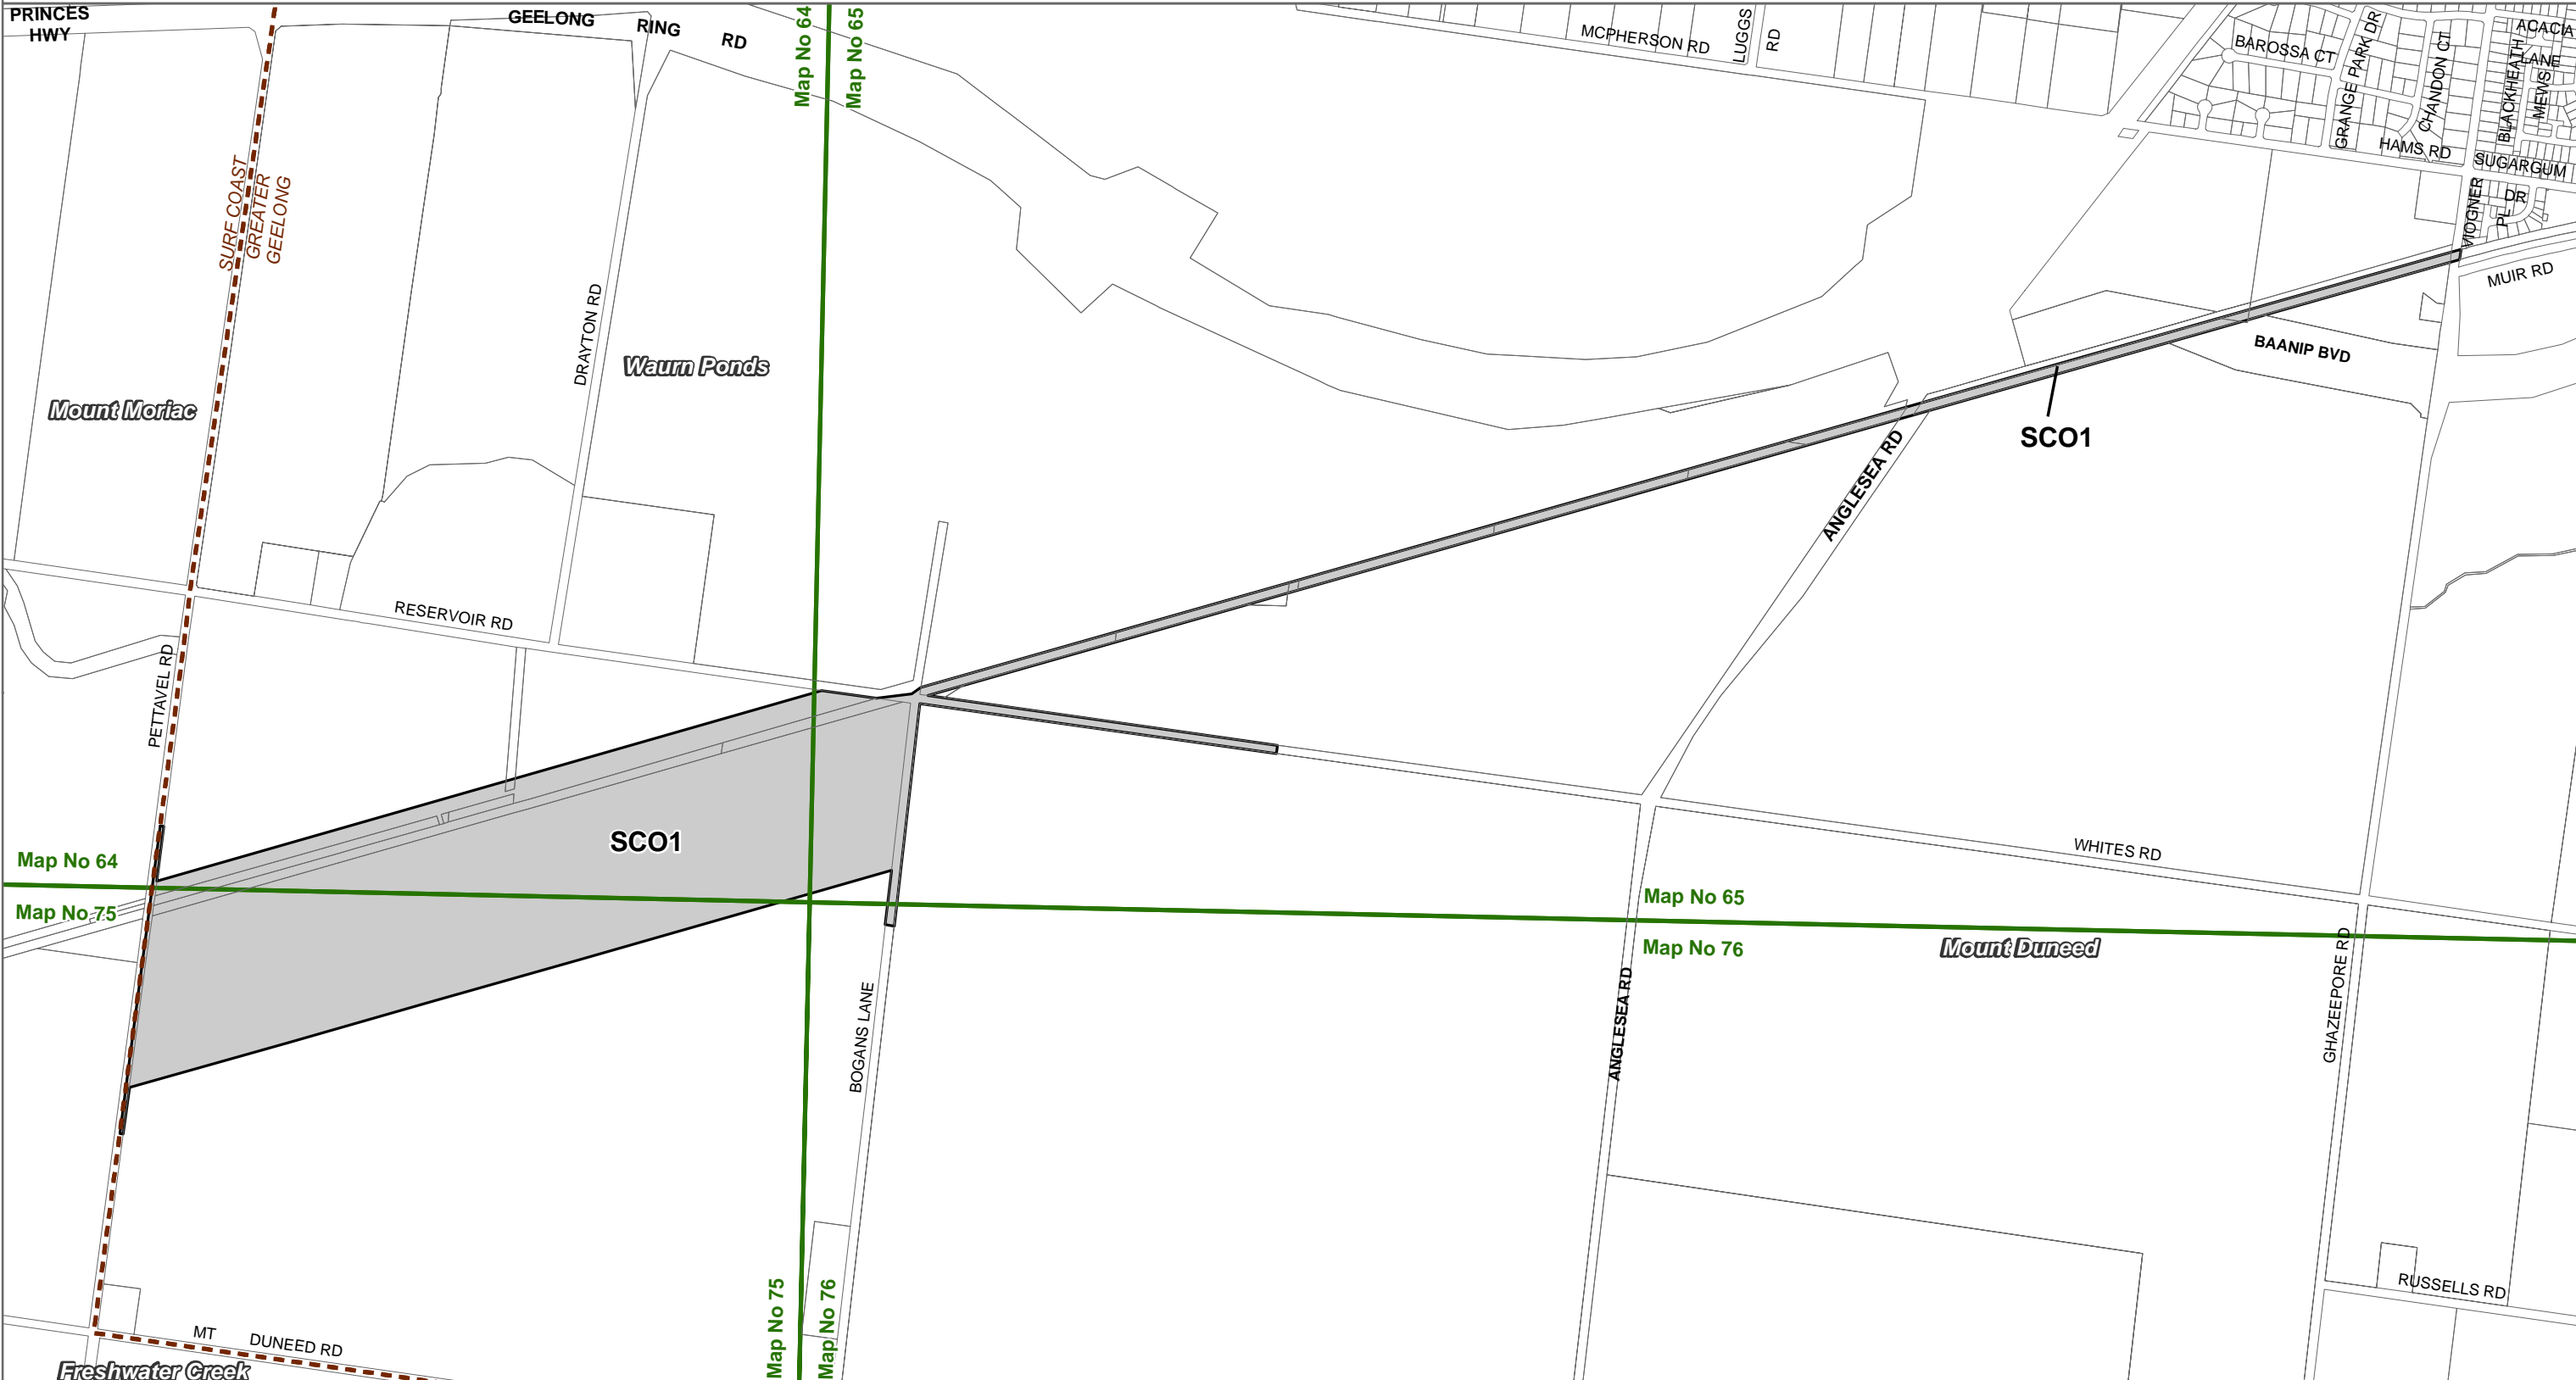 PRINCES
HWY
GEELONG
RING
RD
Map No 64
Map No 65
MCPHERSON RD
LUGGS
RD
BAROSSA CT
GRANGE PARK DR
CHANDON CT
BLACKHEATH
ACACIA
LANE
MEWS
HAMS RD
SUGARGUM
DR
VIOGNER
PL
MUIR RD
SURF COAST
GREATER
GEELONG
DRAYTON RD
Waurn Ponds
Mount Moriac
BAANIP BVD
SCO1
ANGLESEA RD
RESERVOIR RD
PETTAVEL RD
SCO1
WHITES RD
Map No 64
Map No 75
Map No 65
Map No 76
Mount Duneed
BOGANS LANE
ANGLESEA RD
GHAZEEPORE RD
Map No 75
Map No 76
RUSSELLS RD
MT
DUNEED RD
Freshwater Creek